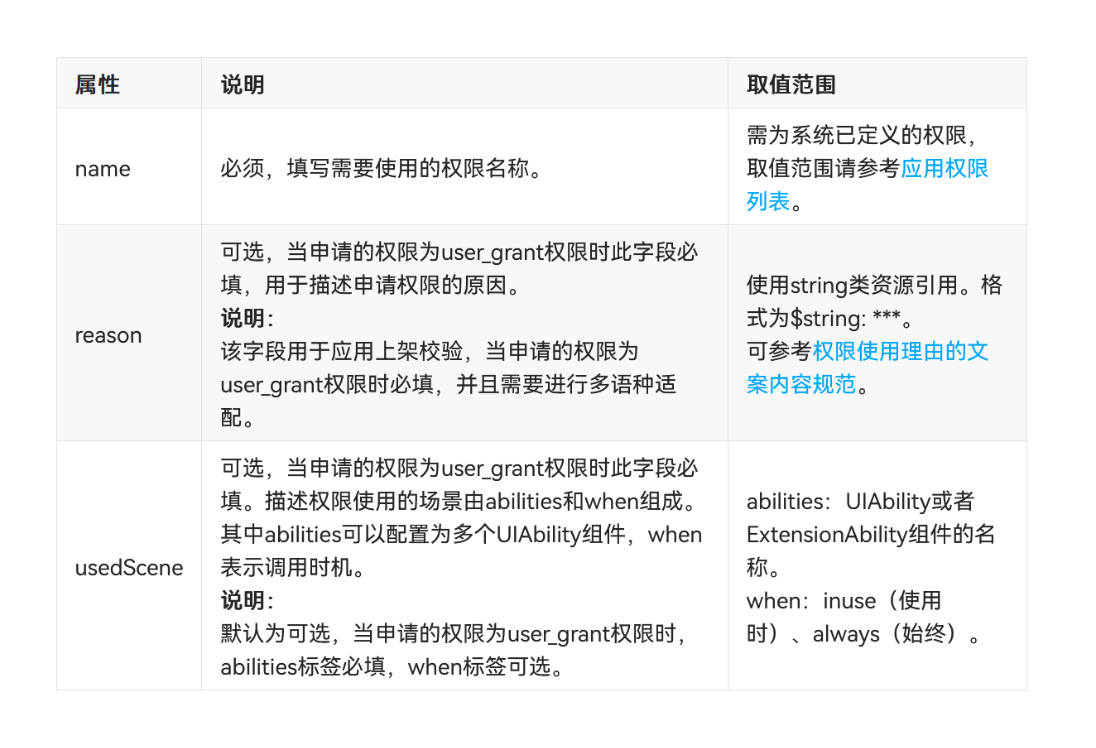 属性
说明
取值范围
name
必须，填写需要使用的权限名称。
需为系统已定义的权限，
取值范围请参考应用权限
列表。
reason
可选，当申请的权限为user_grant权限时此字段必
填，用于描述申请权限的原因。
说明：
该字段用于应用上架校验，当申请的权限为
user_grant权限时必填，并且需要进行多语种适
配。
使用string类资源引用。格
式为$string: ***。
可参考权限使用理由的文
案内容规范。
usedScene
可选，当申请的权限为user_grant权限时此字段必
填。描述权限使用的场景由abilities和when组成。
其中abilities可以配置为多个UIAbility组件，when
表示调用时机。
说明：
默认为可选，当申请的权限为user_grant权限时，
abilities标签必填，when标签可选。
abilities：UIAbility或者
ExtensionAbility组件的名
称。
when：inuse（使用
时）、always（始终）。